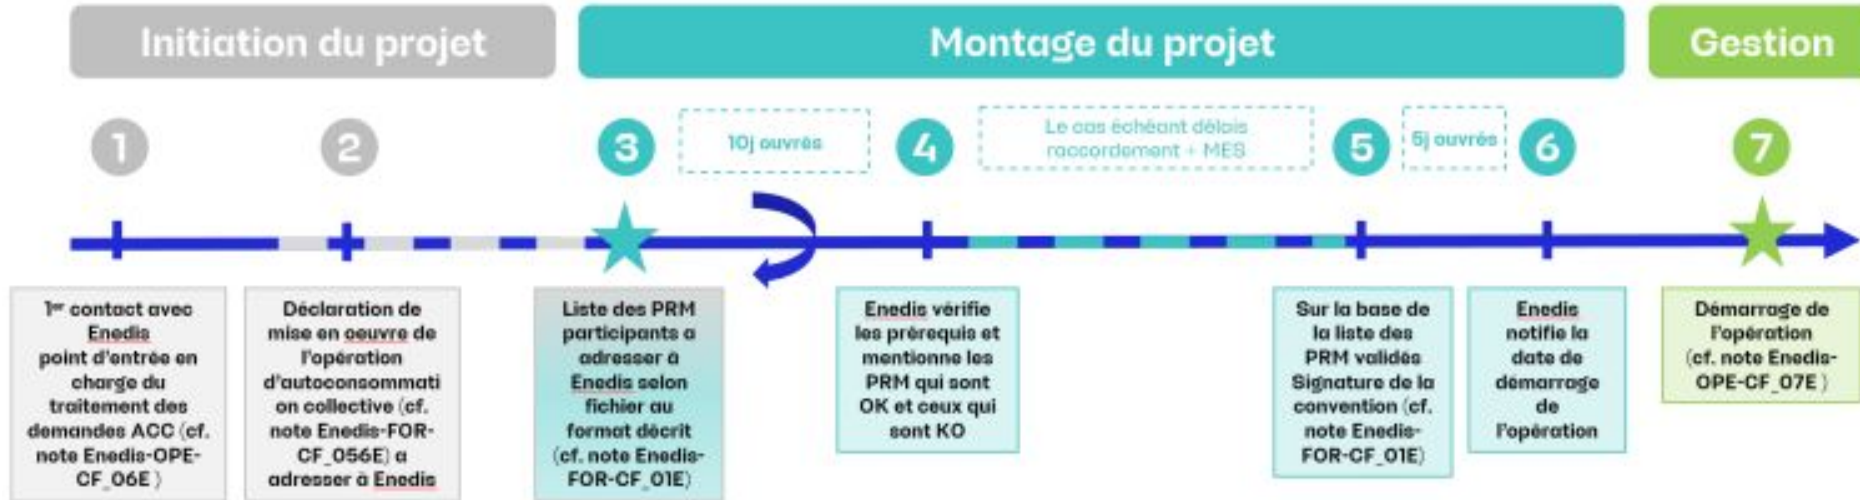 Initiation du projet
Montage du projet
Gestion
1
2
3
10j ouvrés
4
Le cas échéant délais
raccordement + MES
5
5j ouvrés
6
7
1er contact avec
Enedis
point d'entrée en
charge du
traitement des
demandes ACC (cf.
note Enedis-OPE-
CF_06E )
Déclaration de
mise en oeuvre de
l'opération
d'autoconsommati
on collective (cf.
note Enedis-FOR-
CF_056E) a
adresser à Enedis
Liste des PRM
participants a
adresser à
Enedis selon
fichier au
format décrit
(cf. note Enedis-
FOR-CF_01E)
Enedis vérifie
les prérequis et
mentionne les
PRM qui sont
OK et ceux qui
sont KO
Sur la base de
la liste des
PRM validés
Signature de la
convention (cf.
note Enedis-
FOR-CF_01E)
Enedis
notifie la
date de
démarrage
de
l'opération
Démarrage de
l'opération
(cf. note Enedis-
OPE-CF_07E )